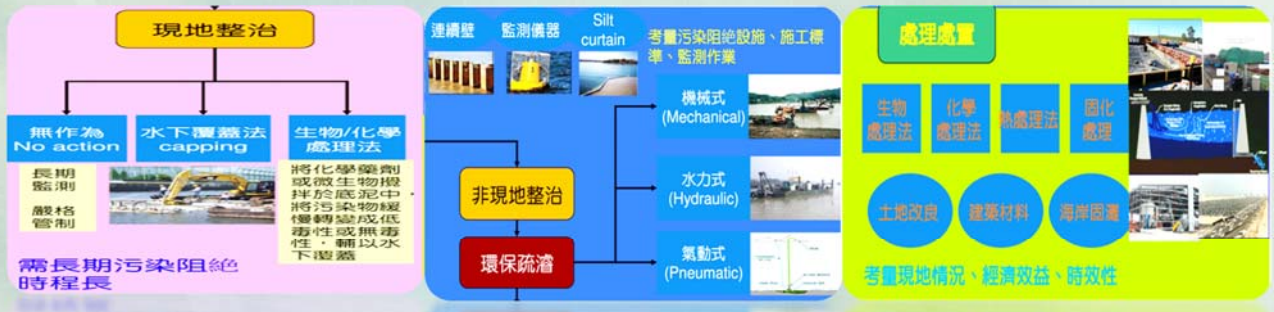 現地整治
無作為
No action
水下覆蓋法
capping
生物/化學
處理法
長期
監測
嚴格
管制
將化學藥劑
或微生物攪
拌於底泥中，
將污染物緩
慢轉變成低
毒性或無毒
性，輔以水
下覆蓋
需長期污染阻絕
時程長
連續壁
監測儀器
Silt
curtain
考量污染阻絕設施、施工標
準、監測作業
非現地整治
環保疏濬
機械式
(Mechanical)
水力式
(Hydraulic)
氣動式
(Pneumatic)
處理處置
生物
處理法
化學
處理法
熱處理法
固化
處理
土地改良
建築材料
海岸固灘
考量現地情況、經濟效益、時效性